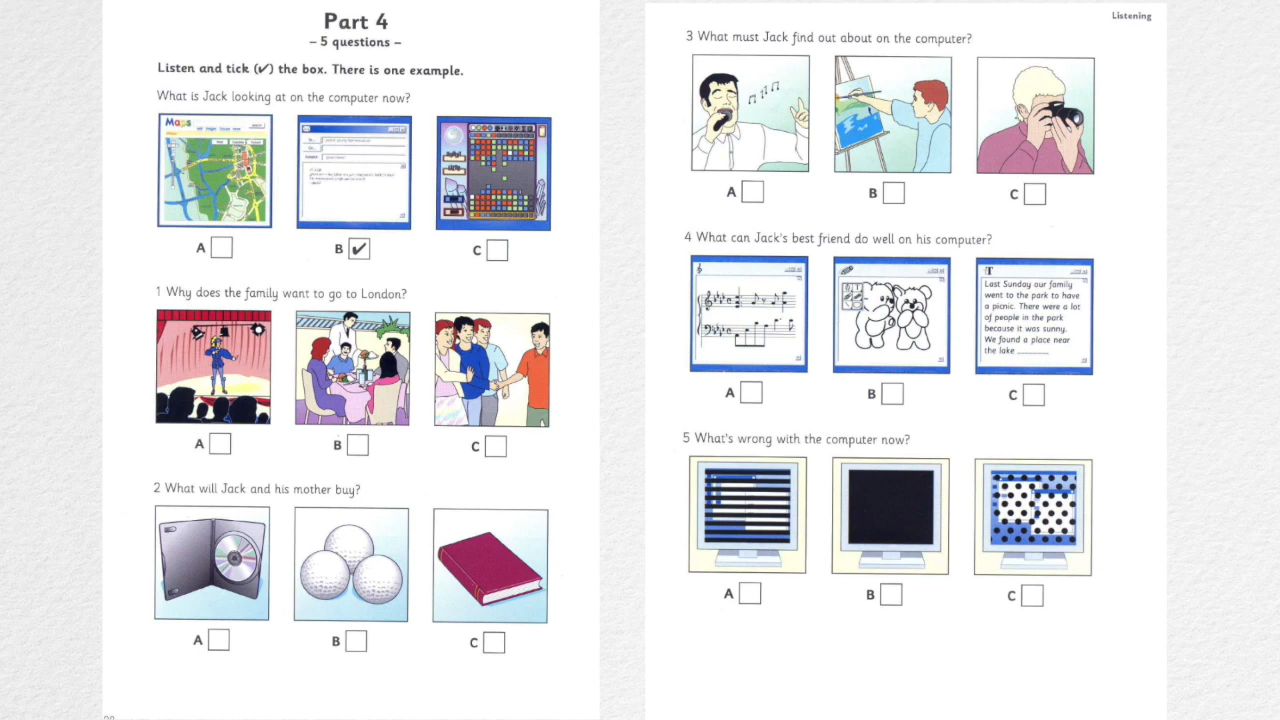 Part 4
– 5 questions –
Listen and tick (✔) the box. There is one example.
What is Jack looking at on the computer now?
Maps
A
B ✔
C
1 Why does the family want to go to London?
A
B
C
2 What will Jack and his mother buy?
A
B
C
Listening
3 What must Jack find out about on the computer?
A
B
C
4 What can Jack's best friend do well on his computer?
T
Last Sunday our family
went to the park to have
a picnic. There were a lot
of people in the park
because it was sunny.
We found a place near
the lake ________
A
B
C
5 What's wrong with the computer now?
A
B
C